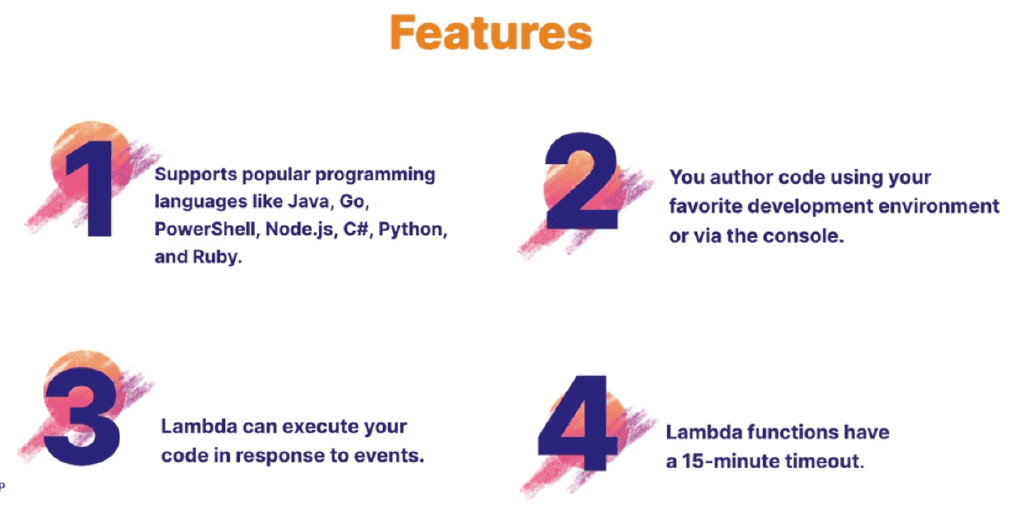 Features
1
Supports popular programming
languages like Java, Go,
PowerShell, Node.js, C#, Python,
and Ruby.
2
You author code using your
favorite development environment
or via the console.
3
Lambda can execute your
code in response to events.
4
Lambda functions have
a 15-minute timeout.
P